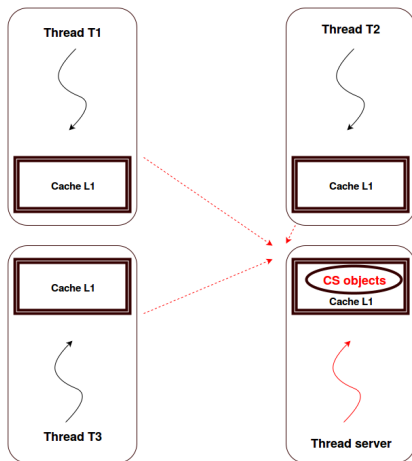 Thread T1
Cache L1
Thread T2
Cache L1
Cache L1
Thread T3
CS objects
Cache L1
Thread server